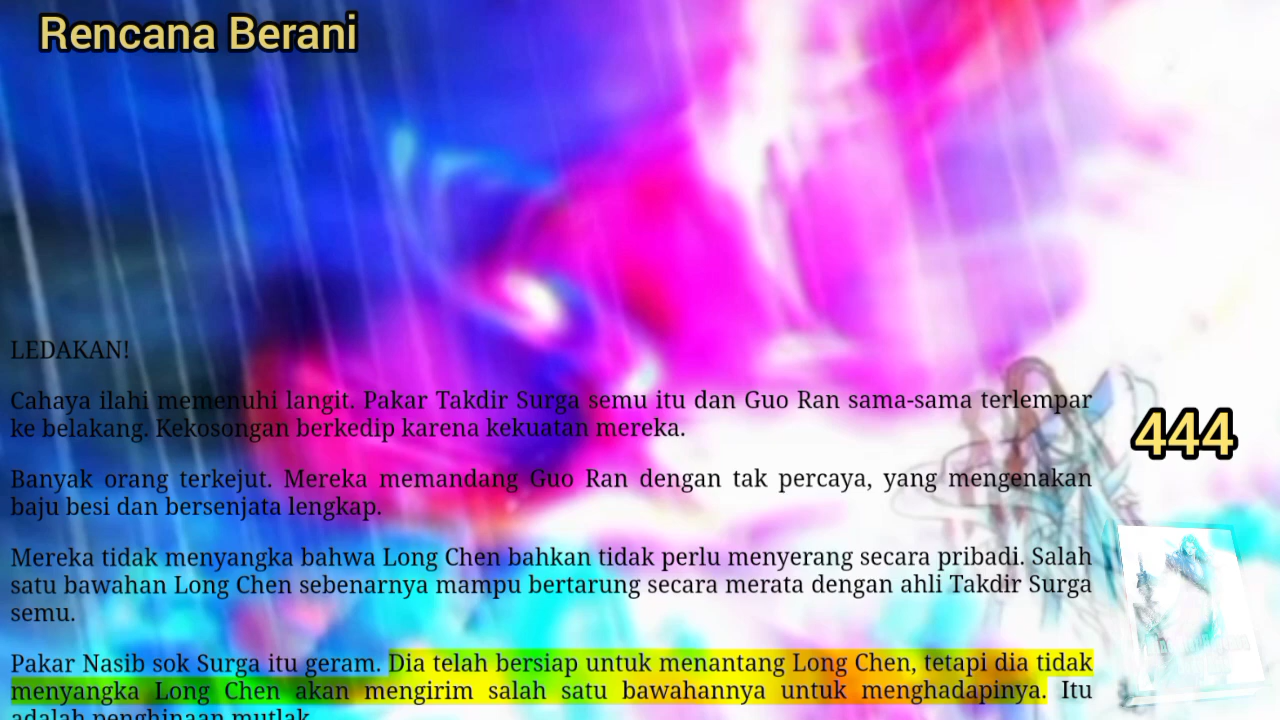 Rencana Berani
LEDAKAN!
Cahaya ilahi memenuhi langit. Pakar Takdir Surga semu itu dan Guo Ran sama-sama terlempar
ke belakang. Kekosongan berkedip karena kekuatan mereka.
444
Banyak orang terkejut. Mereka memandang Guo Ran dengan tak percaya, yang mengenakan
baju besi dan bersenjata lengkap.
Mereka tidak menyangka bahwa Long Chen bahkan tidak perlu menyerang secara pribadi. Salah
satu bawahan Long Chen sebenarnya mampu bertarung secara merata dengan ahli Takdir Surga
semu.
Pakar Nasib sok Surga itu geram. Dia telah bersiap untuk menantang Long Chen, tetapi dia tidak
menyangka Long Chen akan mengirim salah satu bawahannya untuk menghadapinya. Itu
adalah penghinaan mutlak.